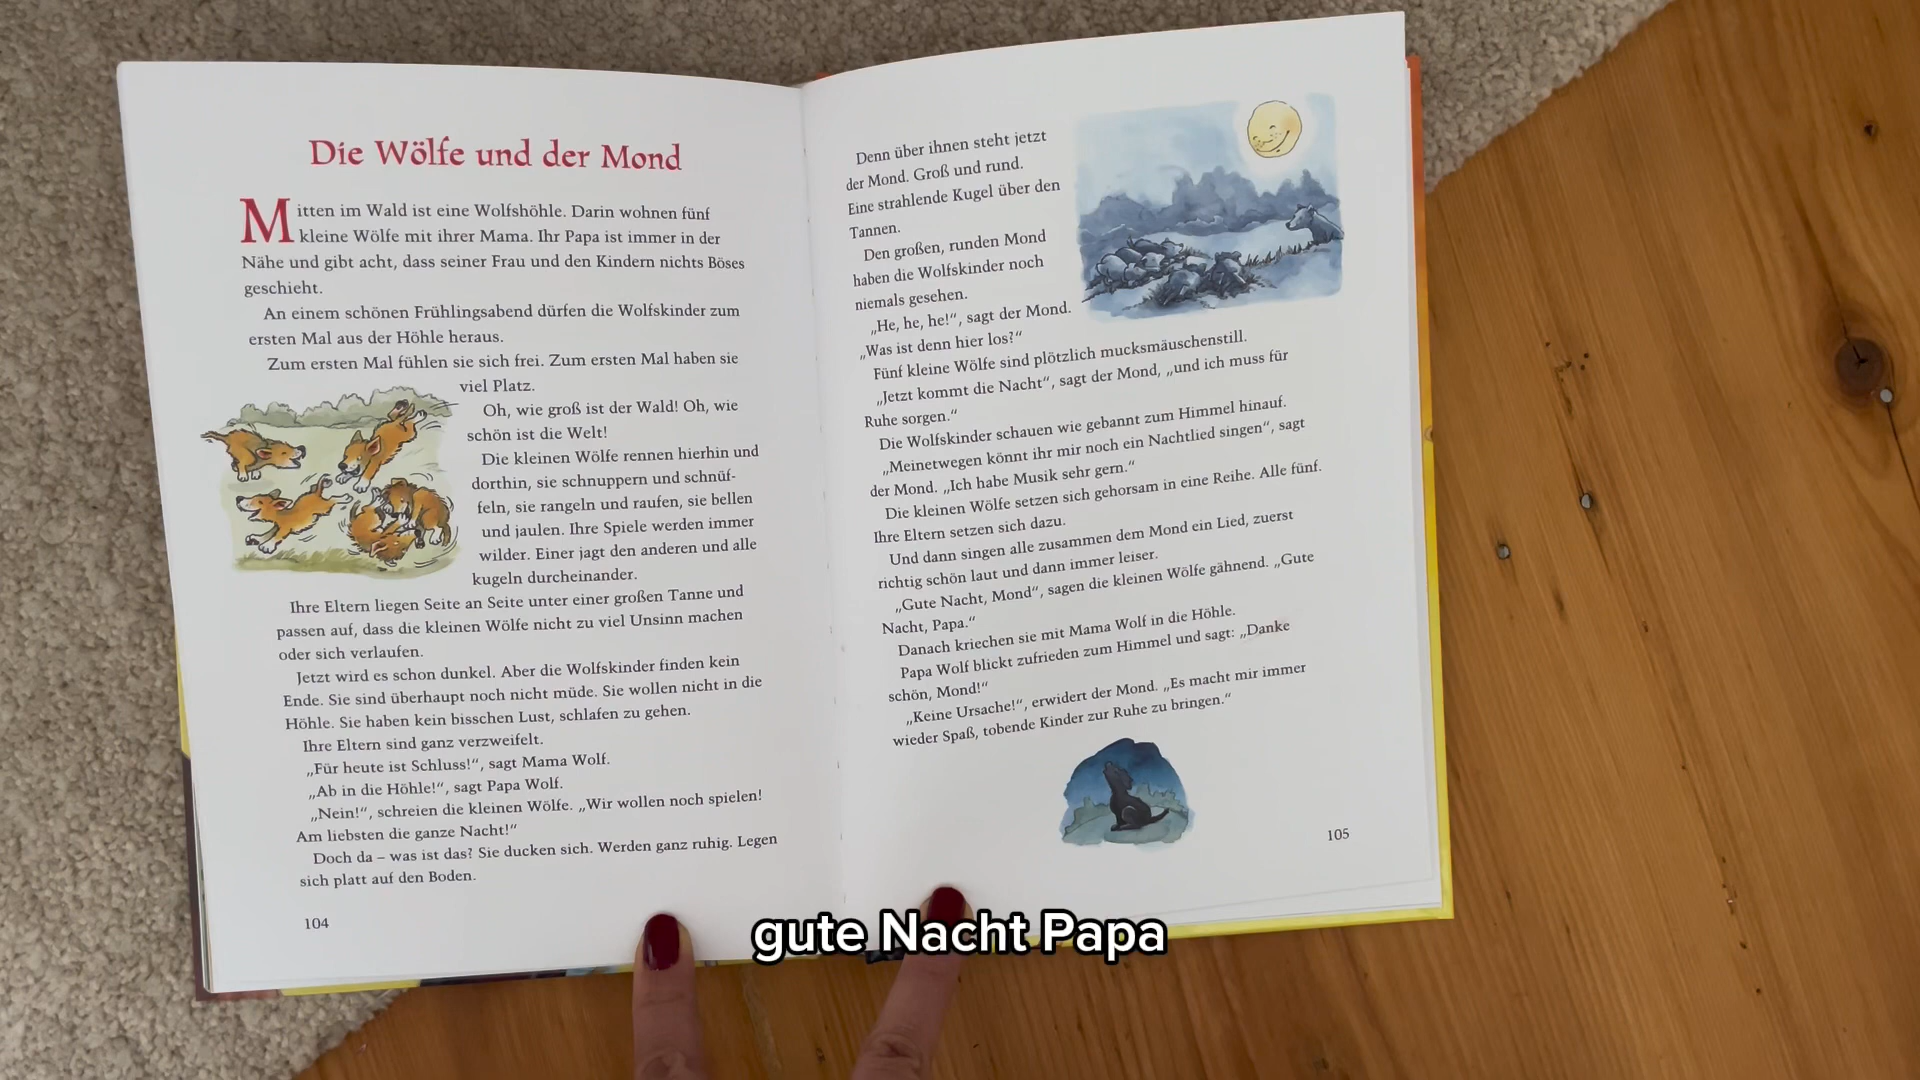 Die Wölfe und der Mond
Mitten im Wald ist eine Wolfshöhle. Darin wohnen fünf
kleine Wölfe mit ihrer Mama. Ihr Papa ist immer in der
Nähe und gibt acht, dass seiner Frau und den Kindern nichts Böses
geschieht.
An einem schönen Frühlingsabend dürfen die Wolfskinder zum
ersten Mal aus der Höhle heraus.
Zum ersten Mal fühlen sie sich frei. Zum ersten Mal haben sie
viel Platz.
Oh, wie groß ist der Wald! Oh, wie
schön ist die Welt!
Die kleinen Wölfe rennen hierhin und
dorthin, sie schnuppern und schnüf-
feln, sie rangeln und raufen, sie bellen
und jaulen. Ihre Spiele werden immer
wilder. Einer jagt den anderen und alle
kugeln durcheinander.
Ihre Eltern liegen Seite an Seite unter einer großen Tanne und
passen auf, dass die kleinen Wölfe nicht zu viel Unsinn machen
oder sich verlaufen.
Jetzt wird es schon dunkel. Aber die Wolfskinder finden kein
Ende. Sie sind überhaupt noch nicht müde. Sie wollen nicht in die
Höhle. Sie haben kein bisschen Lust, schlafen zu gehen.
Ihre Eltern sind ganz verzweifelt.
„Für heute ist Schluss!“, sagt Mama Wolf.
„Ab in die Höhle!“, sagt Papa Wolf.
„Nein!“, schreien die kleinen Wölfe. „Wir wollen noch spielen!
Am liebsten die ganze Nacht!“
Doch da – was ist das? Sie ducken sich. Werden ganz ruhig. Legen
sich platt auf den Boden.
104
Denn über ihnen steht jetzt
der Mond. Groß und rund.
Eine strahlende Kugel über den
Tannen.
Den großen, runden Mond
haben die Wolfskinder noch
niemals gesehen.
„He, he, he!“, sagt der Mond.
„Was ist denn hier los?“
Fünf kleine Wölfe sind plötzlich mucksmäuschenstill.
„Jetzt kommt die Nacht“, sagt der Mond, „und ich muss für
Ruhe sorgen.“
Die Wolfskinder schauen wie gebannt zum Himmel hinauf.
„Meinetwegen könnt ihr mir noch ein Nachtlied singen“, sagt
der Mond. „Ich habe Musik sehr gern.“
Die kleinen Wölfe setzen sich gehorsam in eine Reihe. Alle fünf.
Ihre Eltern setzen sich dazu.
Und dann singen alle zusammen dem Mond ein Lied, zuerst
richtig schön laut und dann immer leiser.
„Gute Nacht, Mond“, sagen die kleinen Wölfe gähnend. „Gute
Nacht, Papa.“
Danach kriechen sie mit Mama Wolf in die Höhle.
Papa Wolf blickt zufrieden zum Himmel und sagt: „Danke
schön, Mond!“
„Keine Ursache!“, erwidert der Mond. „Es macht mir immer
wieder Spaß, tobende Kinder zur Ruhe zu bringen.“
105
gute Nacht Papa